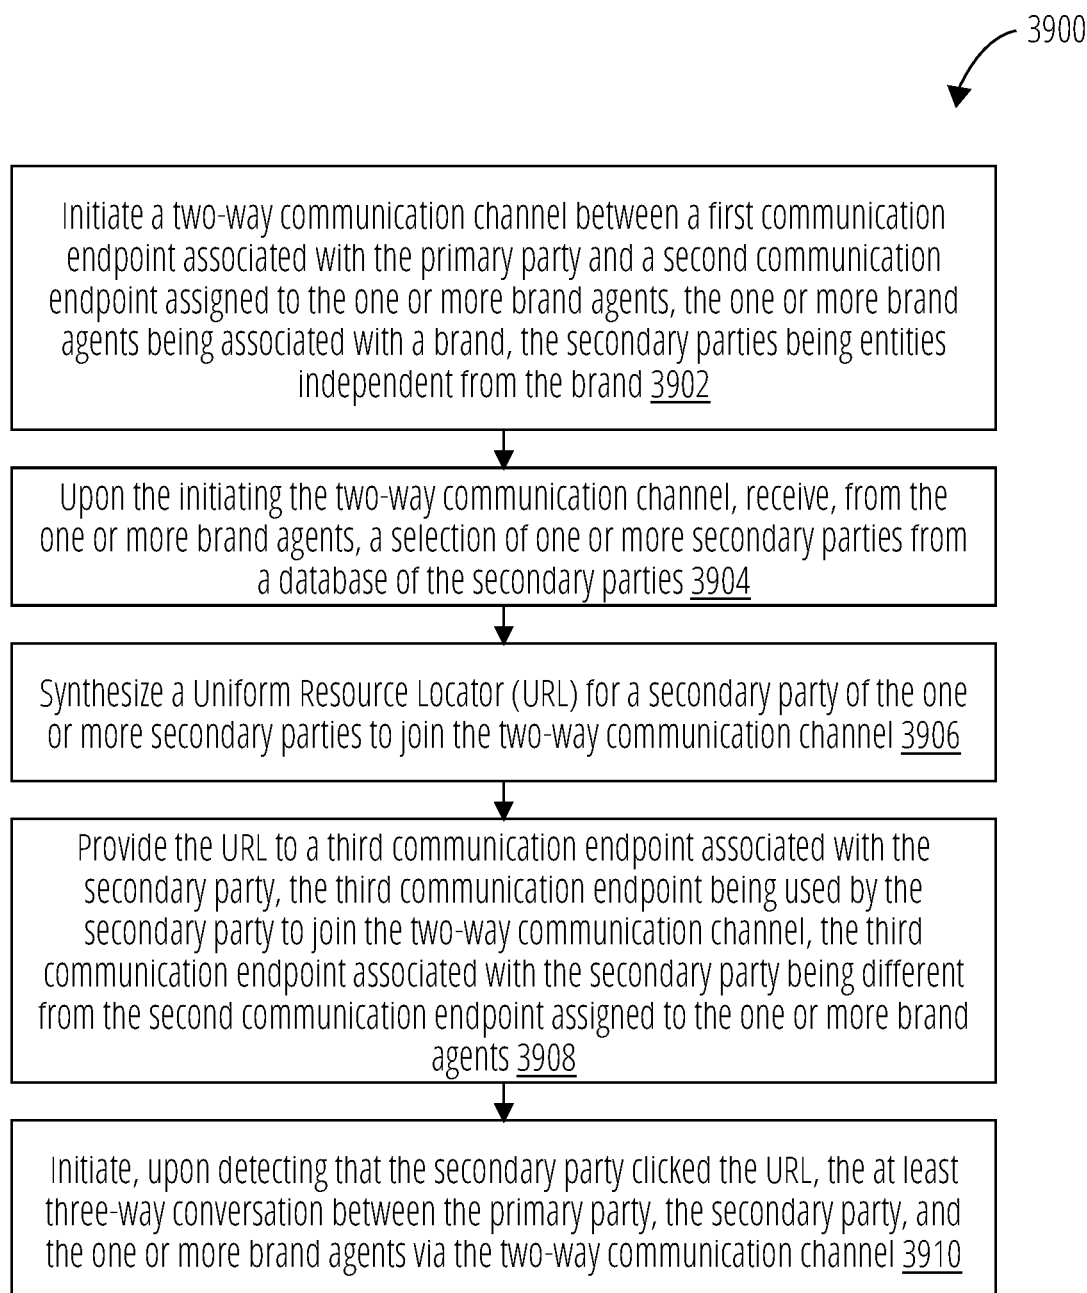 3900
Initiate a two-way communication channel between a first communication
endpoint associated with the primary party and a second communication
endpoint assigned to the one or more brand agents, the one or more brand
agents being associated with a brand, the secondary parties being entities
independent from the brand 3902
Upon the initiating the two-way communication channel, receive, from the
one or more brand agents, a selection of one or more secondary parties from
a database of the secondary parties 3904
Synthesize a Uniform Resource Locator (URL) for a secondary party of the one
or more secondary parties to join the two-way communication channel 3906
Provide the URL to a third communication endpoint associated with the
secondary party, the third communication endpoint being used by the
secondary party to join the two-way communication channel, the third
communication endpoint associated with the secondary party being different
from the second communication endpoint assigned to the one or more brand
agents 3908
Initiate, upon detecting that the secondary party clicked the URL, the at least
three-way conversation between the primary party, the secondary party, and
the one or more brand agents via the two-way communication channel 3910